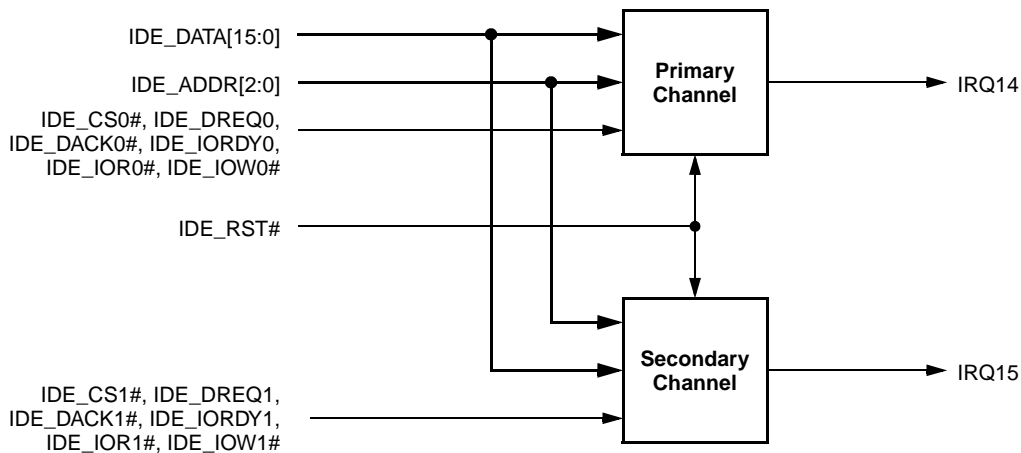 IDE_DATA[15:0]
IDE_ADDR[2:0]
IDE_CS0#, IDE_DREQ0,
IDE_DACK0#, IDE_IORDY0,
IDE_IOR0#, IDE_IOW0#
Primary
Channel
IRQ14
IDE_RST#
Secondary
Channel
IRQ15
IDE_CS1#, IDE_DREQ1,
IDE_DACK1#, IDE_IORDY1,
IDE_IOR1#, IDE_IOW1#